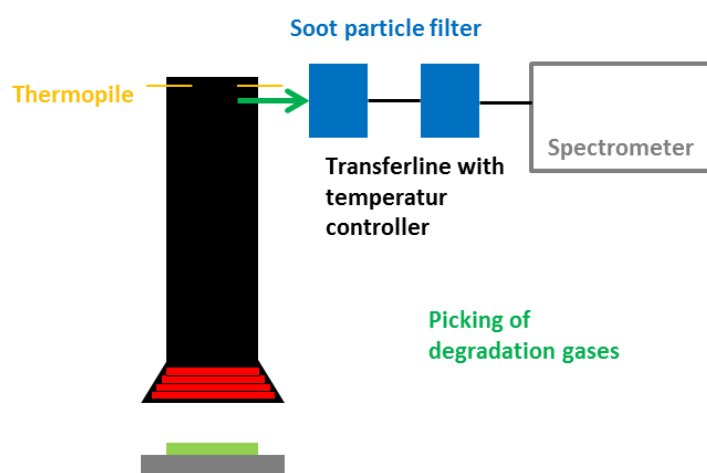 Soot particle filter
Thermopile
Spectrometer
Transferline with
temperatur
controller
Picking of
degradation gases